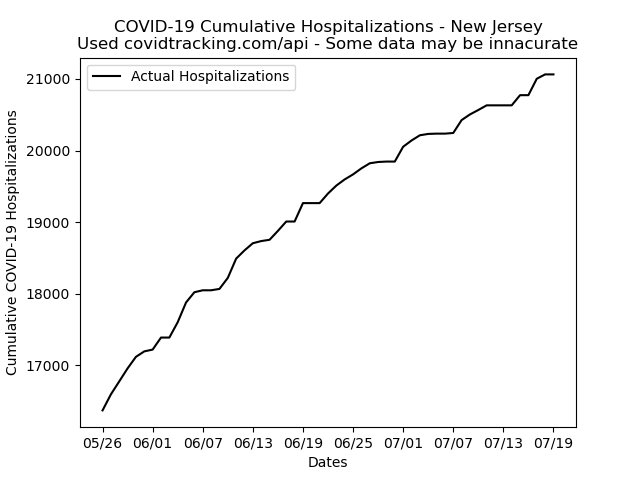 COVID-19 Cumulative Hospitalizations - New Jersey
Used covidtracking.com/api - Some data may be innacurate
Actual Hospitalizations
21000
20000
19000
18000
17000
Cumulative COVID-19 Hospitalizations
05/26 06/01 06/07 06/13 06/19 06/25 07/01 07/07 07/13 07/19
Dates